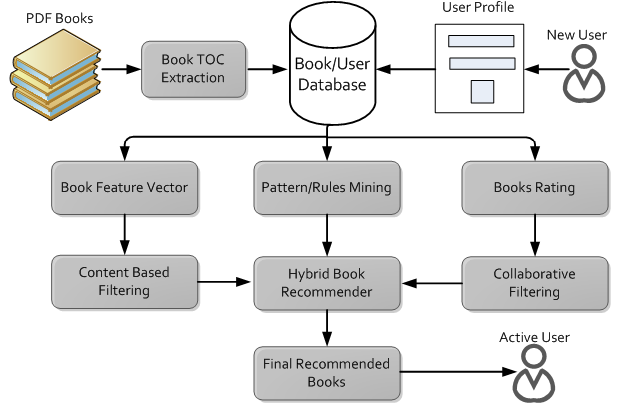 PDF Books
User Profile
New User
Book TOC
Extraction
Book/User
Database
Book Feature Vector
Pattern/Rules Mining
Books Rating
Content Based
Filtering
Hybrid Book
Recommender
Collaborative
Filtering
Final Recommended
Books
Active User